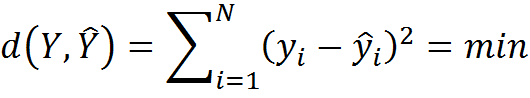 d(Y, Ŷ) = ∑_{i=1}^{N} (y_i − ŷ_i)² = min